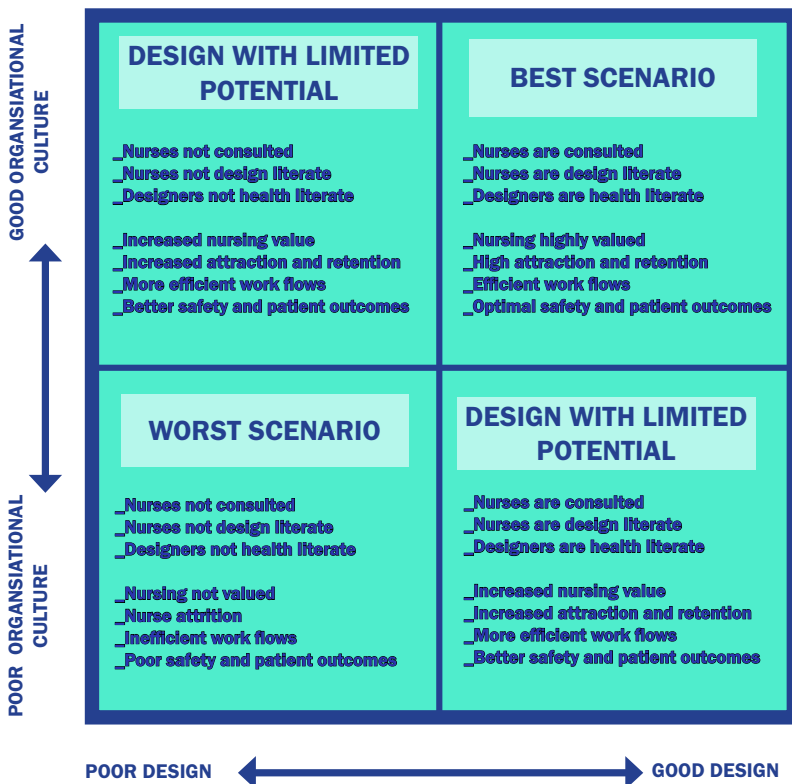 GOOD ORGANSIATIONAL
CULTURE
DESIGN WITH LIMITED
POTENTIAL
_Nurses not consulted
_Nurses not design literate
_Designers not health literate
_Increased nursing value
_Increased attraction and retention
_More efficient work flows
_Better safety and patient outcomes
BEST SCENARIO
_Nurses are consulted
_Nurses are design literate
_Designers are health literate
_Nursing highly valued
_High attraction and retention
_Efficient work flows
_Optimal safety and patient outcomes
POOR ORGANSIATIONAL
CULTURE
WORST SCENARIO
_Nurses not consulted
_Nurses not design literate
_Designers not health literate
_Nursing not valued
_Nurse attrition
_Inefficient work flows
_Poor safety and patient outcomes
DESIGN WITH LIMITED
POTENTIAL
_Nurses are consulted
_Nurses are design literate
_Designers are health literate
_Increased nursing value
_Increased attraction and retention
_More efficient work flows
_Better safety and patient outcomes
POOR DESIGN
GOOD DESIGN